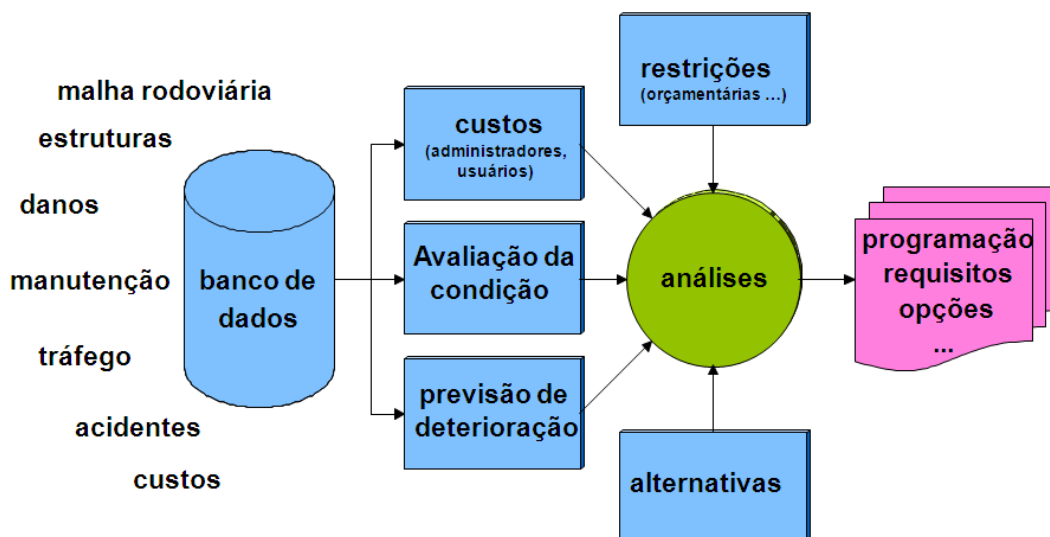 malha rodoviária
estruturas
danos
manutenção
tráfego
acidentes
custos
banco de
dados
custos
(administradores,
usuários)
Avaliação da
condição
previsão de
deterioração
restrições
(orçamentárias ...)
análises
alternativas
programação
requisitos
opções
...